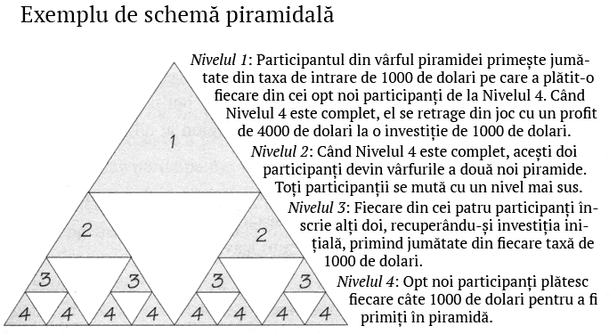 Exemplu de schemă piramidală
Nivelul 1: Participantul din vârful piramidei primește jumă-
tate din taxa de intrare de 1000 de dolari pe care a plătit-o
fiecare din cei opt noi participanți de la Nivelul 4. Când
Nivelul 4 este complet, el se retrage din joc cu un profit
de 4000 de dolari la o investiție de 1000 de dolari.
Nivelul 2: Când Nivelul 4 este complet, acești doi
participanți devin vârfurile a două noi piramide.
Toți participanții se mută cu un nivel mai sus.
Nivelul 3: Fiecare din cei patru participanți în-
scrie alți doi, recuperându-și investiția ini-
țială, primind jumătate din fiecare taxă de
1000 de dolari.
Nivelul 4: Opt noi participanți plătesc
fiecare câte 1000 de dolari pentru a fi
primiți în piramidă.
1
2 2
3 3 3 3
4 4 4 4 4 4 4 4